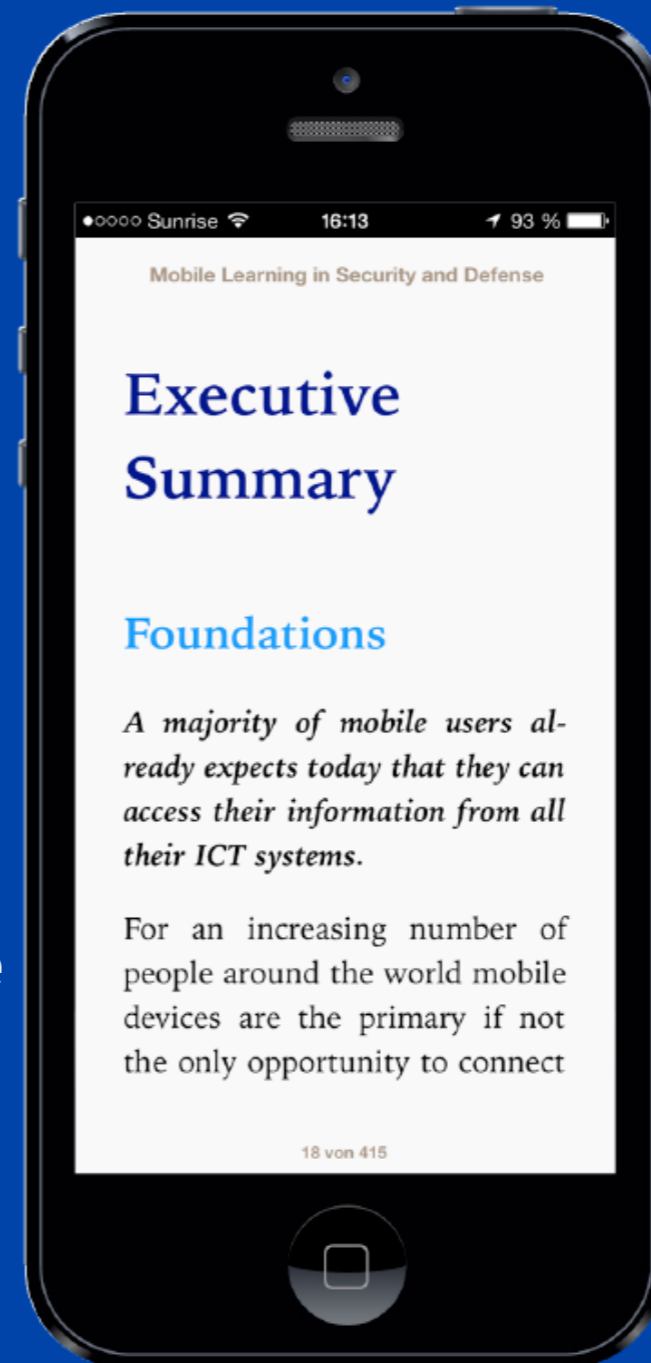 Sunrise 16:13 93 %
Mobile Learning in Security and Defense
Executive
Summary
Foundations
A majority of mobile users al-
ready expects today that they can
access their information from all
their ICT systems.
For an increasing number of
people around the world mobile
devices are the primary if not
the only opportunity to connect
18 von 415